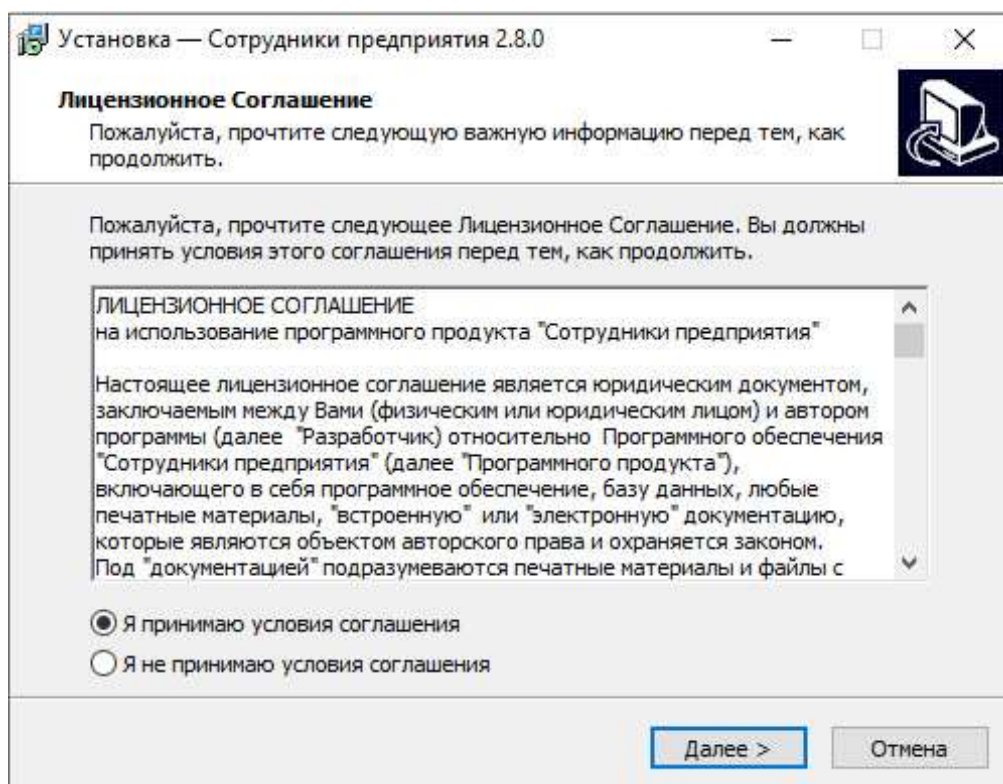 Установка — Сотрудники предприятия 2.8.0
Лицензионное Соглашение
Пожалуйста, прочтите следующую важную информацию перед тем, как
продолжить.
Пожалуйста, прочтите следующее Лицензионное Соглашение. Вы должны
принять условия этого соглашения перед тем, как продолжить.
ЛИЦЕНЗИОННОЕ СОГЛАШЕНИЕ
на использование программного продукта "Сотрудники предприятия"
Настоящее лицензионное соглашение является юридическим документом,
заключаемым между Вами (физическим или юридическим лицом) и автором
программы (далее "Разработчик) относительно Программного обеспечения
"Сотрудники предприятия" (далее "Программного продукта"),
включающего в себя программное обеспечение, базу данных, любые
печатные материалы, "встроенную" или "электронную" документацию,
которые являются объектом авторского права и охраняется законом.
Под "документацией" подразумеваются печатные материалы и файлы с
Я принимаю условия соглашения
Я не принимаю условия соглашения
Далее >
Отмена